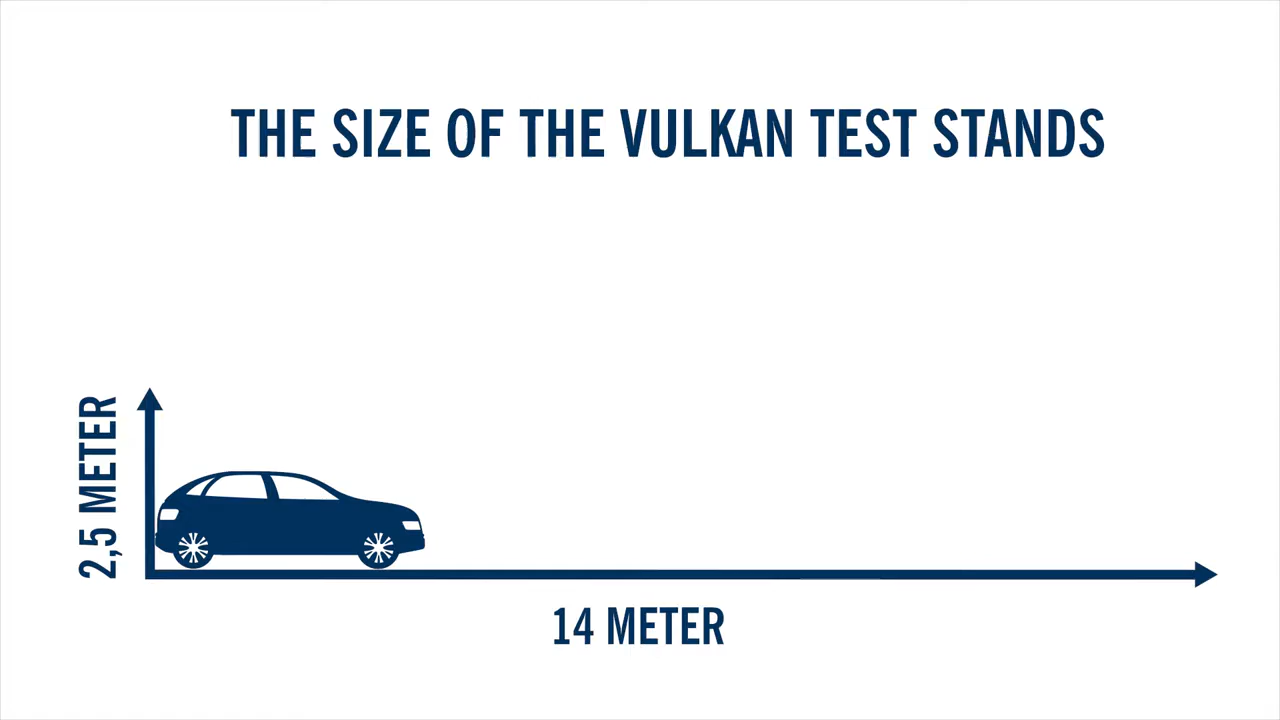 THE SIZE OF THE VULKAN TEST STANDS
2,5 METER
14 METER